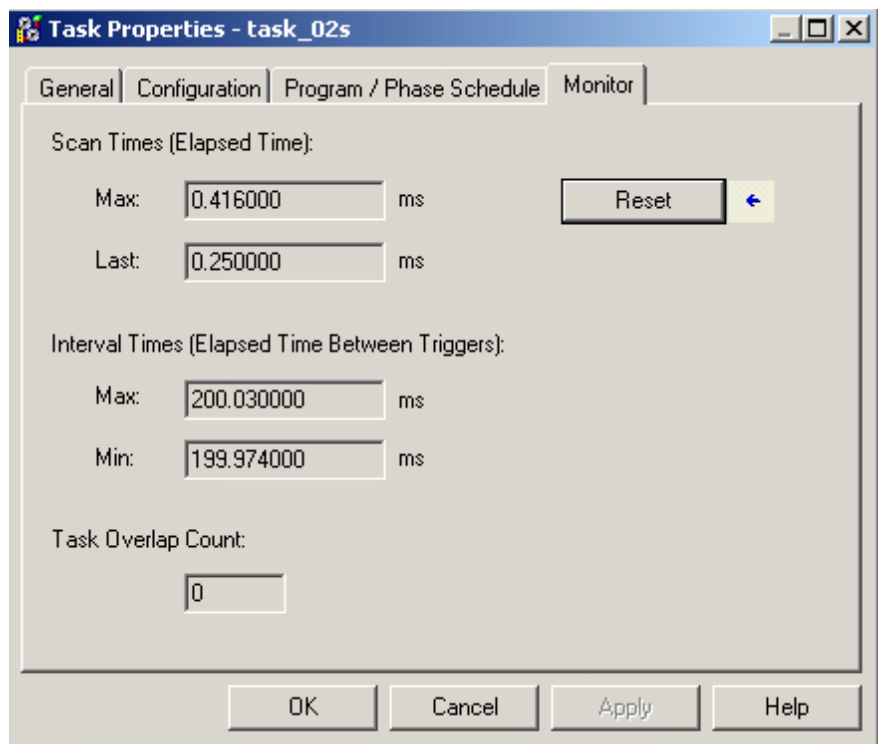 Task Properties - task_02s
General Configuration Program / Phase Schedule Monitor
Scan Times (Elapsed Time):
Max: 0.416000 ms Reset
Last: 0.250000 ms
Interval Times (Elapsed Time Between Triggers):
Max: 200.030000 ms
Min: 199.974000 ms
Task Overlap Count:
0
OK Cancel Apply Help